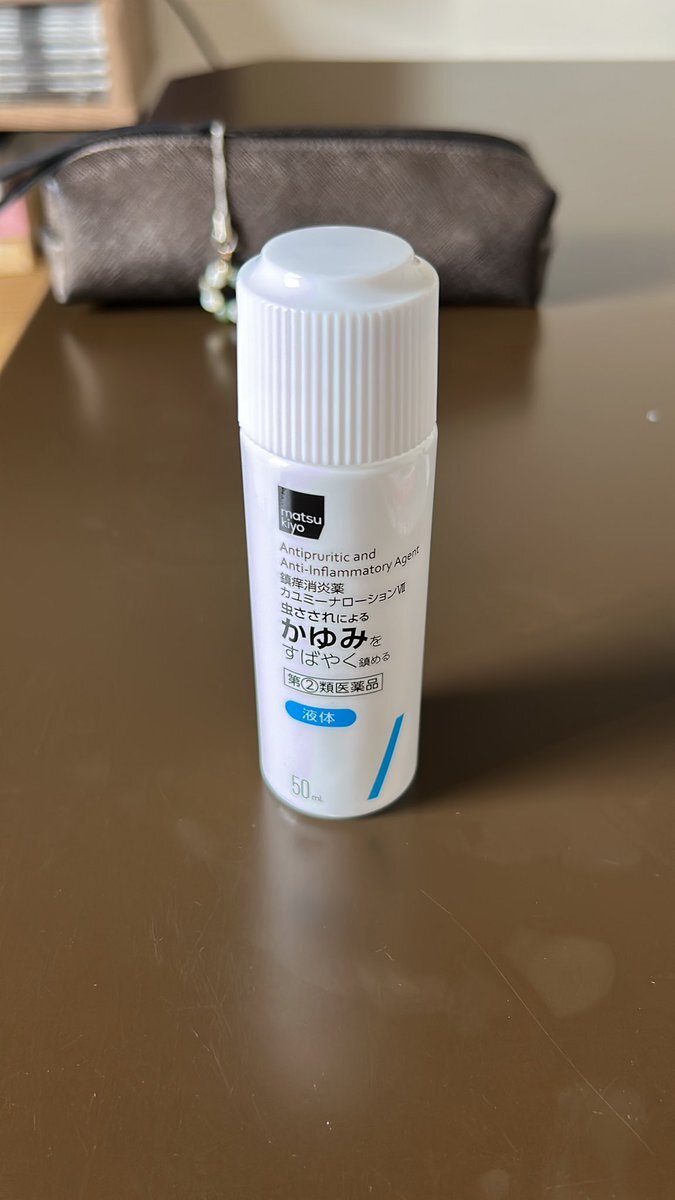 matsu
kiyo
Antipruritic and
Anti-Inflammatory Agent
鎮痒消炎薬
カユミーナローションⅦ
虫さされによる
かゆみを
すばやく鎮める
第②類医薬品
液体
50mL